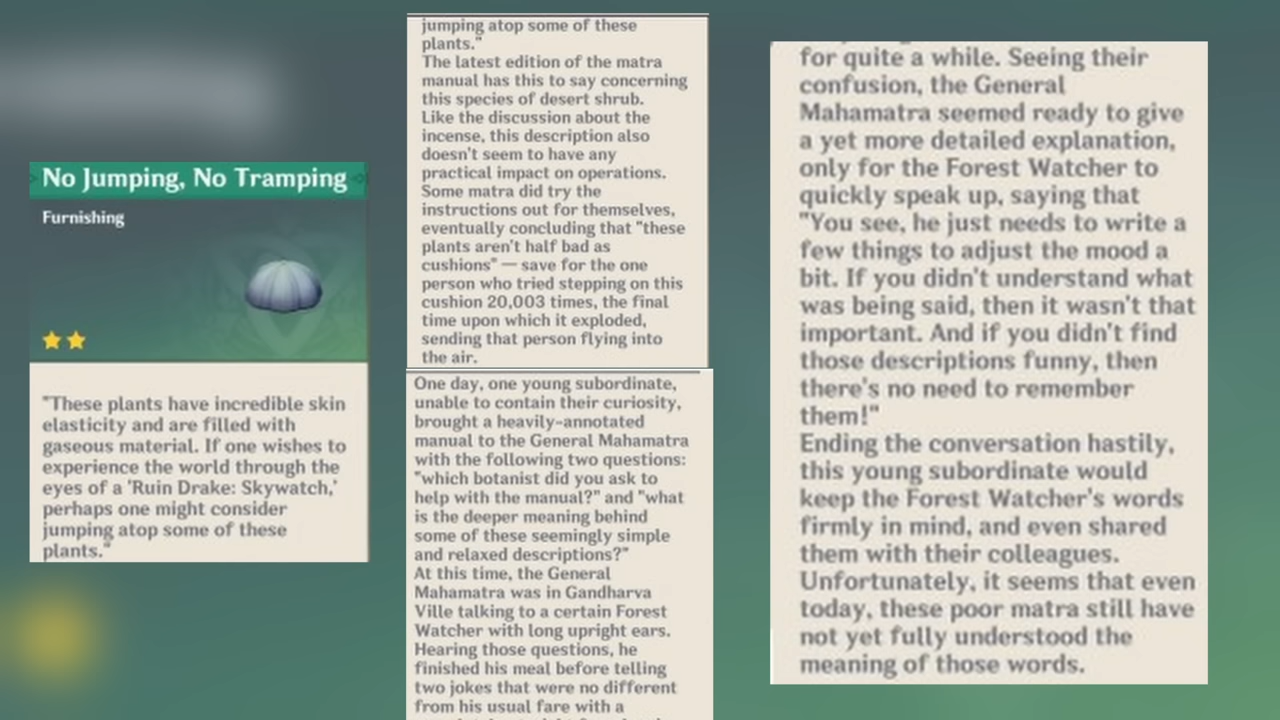 No Jumping, No Tramping
Furnishing
"These plants have incredible skin
elasticity and are filled with
gaseous material. If one wishes to
experience the world through the
eyes of a 'Ruin Drake: Skywatch,'
perhaps one might consider
jumping atop some of these
plants."
jumping atop some of these
plants."
The latest edition of the matra
manual has this to say concerning
this species of desert shrub.
Like the discussion about the
incense, this description also
doesn't seem to have any
practical impact on operations.
Some matra did try the
instructions out for themselves,
eventually concluding that "these
plants aren't half bad as
cushions" — save for the one
person who tried stepping on this
cushion 20,003 times, the final
time upon which it exploded,
sending that person flying into
the air.
One day, one young subordinate,
unable to contain their curiosity,
brought a heavily-annotated
manual to the General Mahamatra
with the following two questions:
"which botanist did you ask to
help with the manual?" and "what
is the deeper meaning behind
some of these seemingly simple
and relaxed descriptions?"
At this time, the General
Mahamatra was in Gandharva
Ville talking to a certain Forest
Watcher with long upright ears.
Hearing those questions, he
finished his meal before telling
two jokes that were no different
from his usual fare with a
for quite a while. Seeing their
confusion, the General
Mahamatra seemed ready to give
a yet more detailed explanation,
only for the Forest Watcher to
quickly speak up, saying that
"You see, he just needs to write a
few things to adjust the mood a
bit. If you didn't understand what
was being said, then it wasn't that
important. And if you didn't find
those descriptions funny, then
there's no need to remember
them!"
Ending the conversation hastily,
this young subordinate would
keep the Forest Watcher's words
firmly in mind, and even shared
them with their colleagues.
Unfortunately, it seems that even
today, these poor matra still have
not yet fully understood the
meaning of those words.